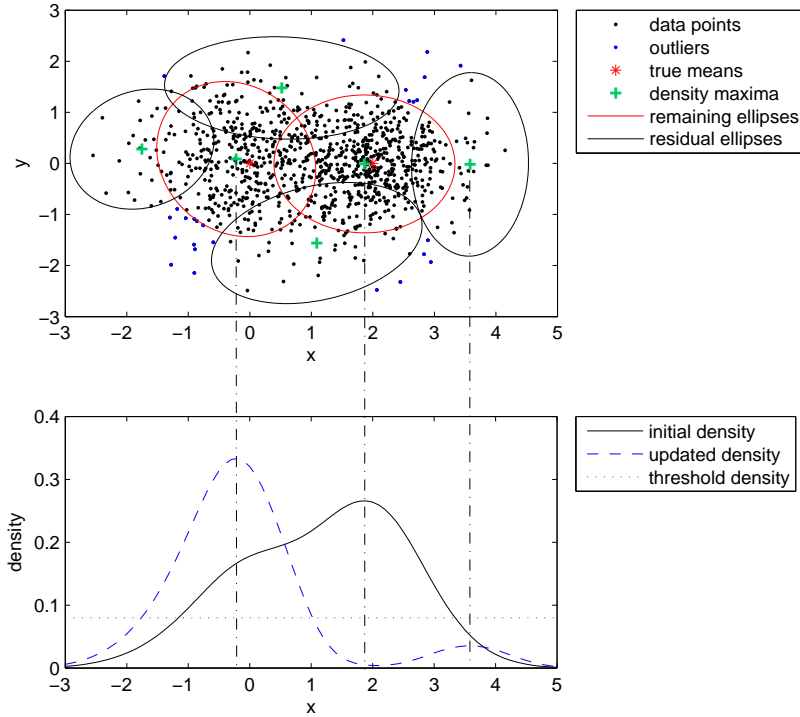 3
2
1
0
−1
−2
−3
y
−3 −2 −1 0 1 2 3 4 5
x
data points
outliers
true means
density maxima
remaining ellipses
residual ellipses
0.4
0.3
0.2
0.1
0
density
−3 −2 −1 0 1 2 3 4 5
x
initial density
updated density
threshold density